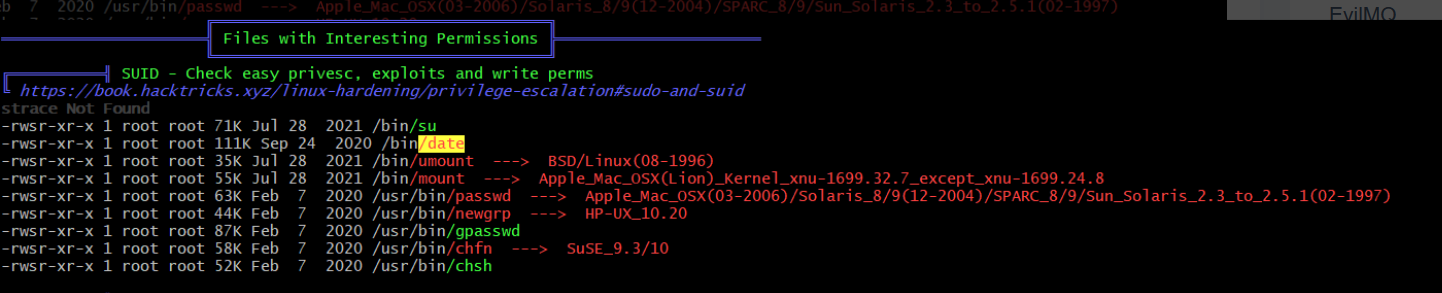 eb  7  2020 /usr/bin/passwd  --->  Apple_Mac_OSX(03-2006)/Solaris_8/9(12-2004)/SPARC_8/9/Sun_Solaris_2.3_to_2.5.1(02-1997)
EvilMQ
Files with Interesting Permissions
SUID - Check easy privesc, exploits and write perms
https://book.hacktricks.xyz/linux-hardening/privilege-escalation#sudo-and-suid
strace Not Found
-rwsr-xr-x 1 root root 71K Jul 28  2021 /bin/su
-rwsr-xr-x 1 root root 111K Sep 24  2020 /bin/date
-rwsr-xr-x 1 root root 35K Jul 28  2021 /bin/umount  --->  BSD/Linux(08-1996)
-rwsr-xr-x 1 root root 55K Jul 28  2021 /bin/mount  --->  Apple_Mac_OSX(Lion)_Kernel_xnu-1699.32.7_except_xnu-1699.24.8
-rwsr-xr-x 1 root root 63K Feb  7  2020 /usr/bin/passwd  --->  Apple_Mac_OSX(03-2006)/Solaris_8/9(12-2004)/SPARC_8/9/Sun_Solaris_2.3_to_2.5.1(02-1997)
-rwsr-xr-x 1 root root 44K Feb  7  2020 /usr/bin/newgrp  --->  HP-UX_10.20
-rwsr-xr-x 1 root root 87K Feb  7  2020 /usr/bin/gpasswd
-rwsr-xr-x 1 root root 58K Feb  7  2020 /usr/bin/chfn  --->  SuSE_9.3/10
-rwsr-xr-x 1 root root 52K Feb  7  2020 /usr/bin/chsh